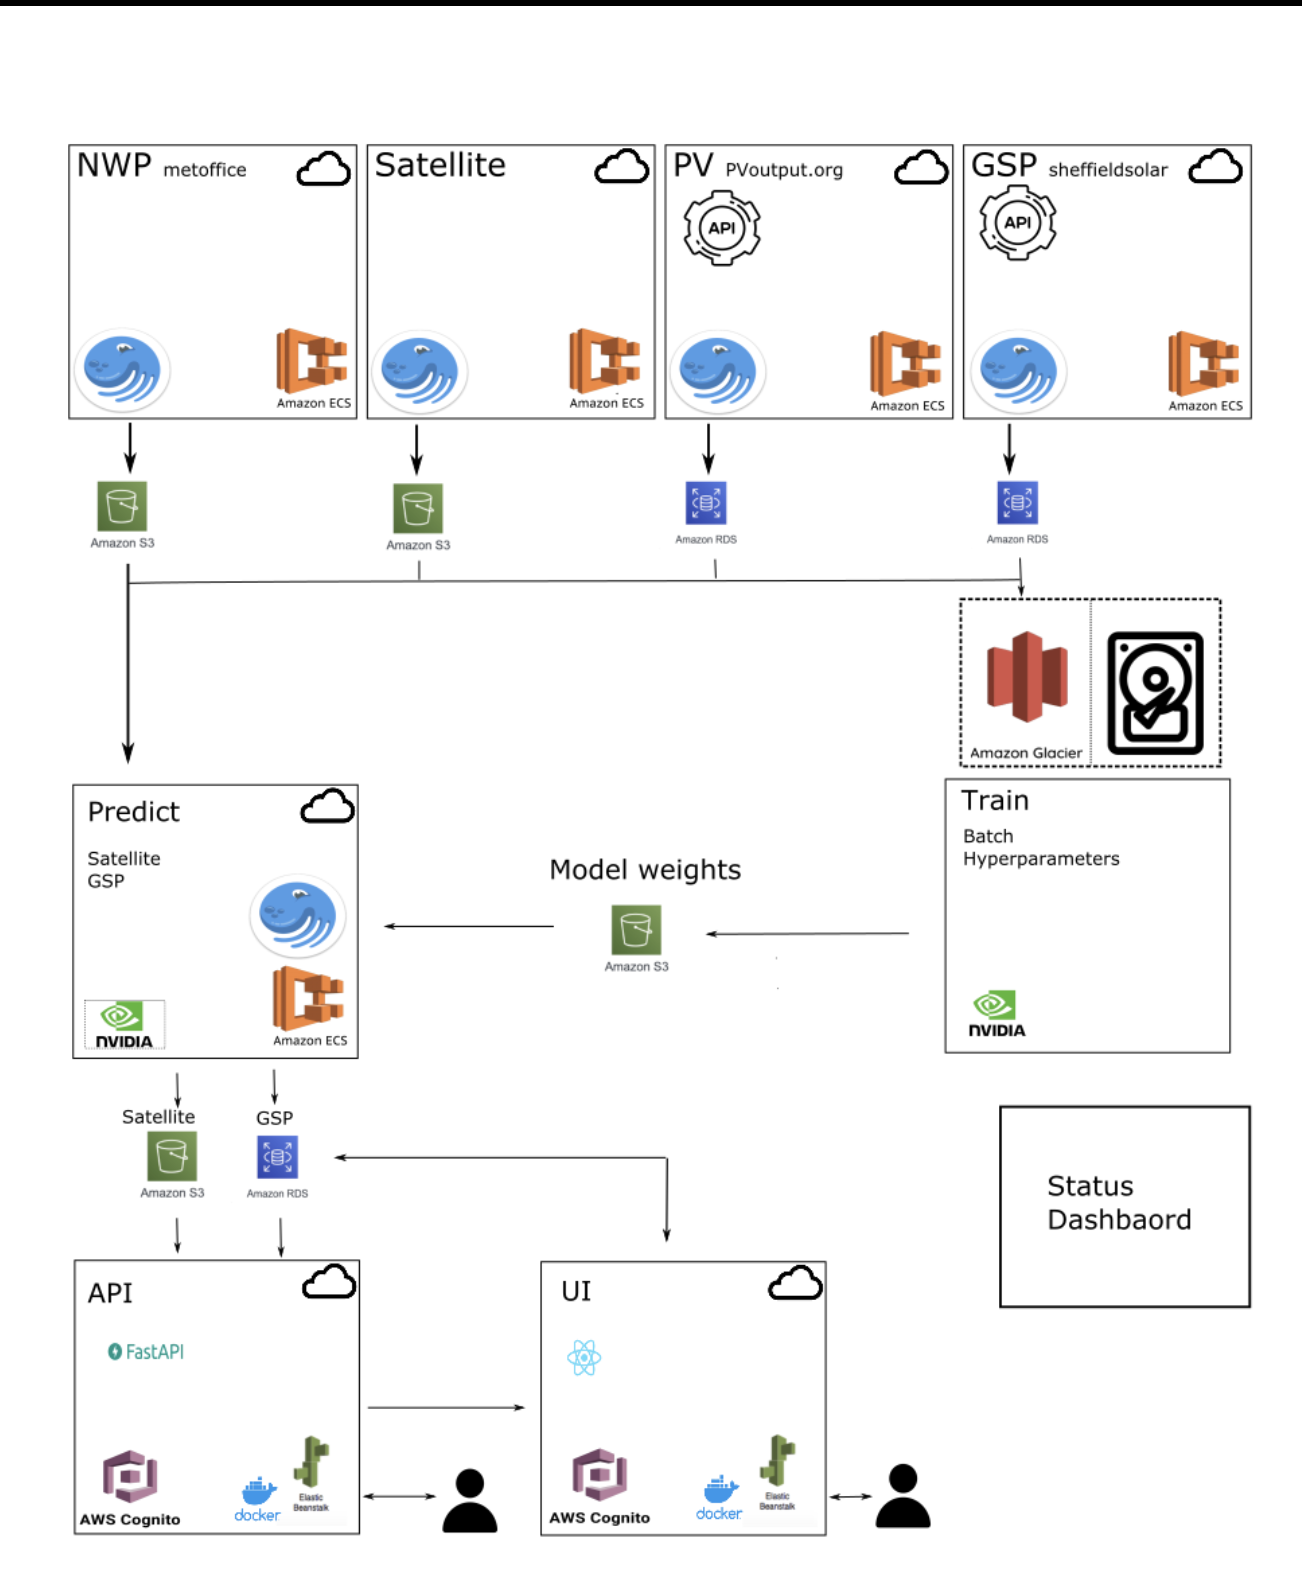 NWP metoffice
Satellite
PV PVoutput.org
GSP sheffieldsolar
API
API
Amazon ECS
Amazon ECS
Amazon ECS
Amazon ECS
Amazon S3
Amazon S3
Amazon RDS
Amazon RDS
Amazon Glacier
Predict
Satellite
GSP
NVIDIA
Amazon ECS
Model weights
Amazon S3
Train
Batch
Hyperparameters
NVIDIA
Satellite
GSP
Amazon S3
Amazon RDS
Status
Dashbaord
API
FastAPI
AWS Cognito
docker
Elastic
Beanstalk
UI
AWS Cognito
docker
Elastic
Beanstalk